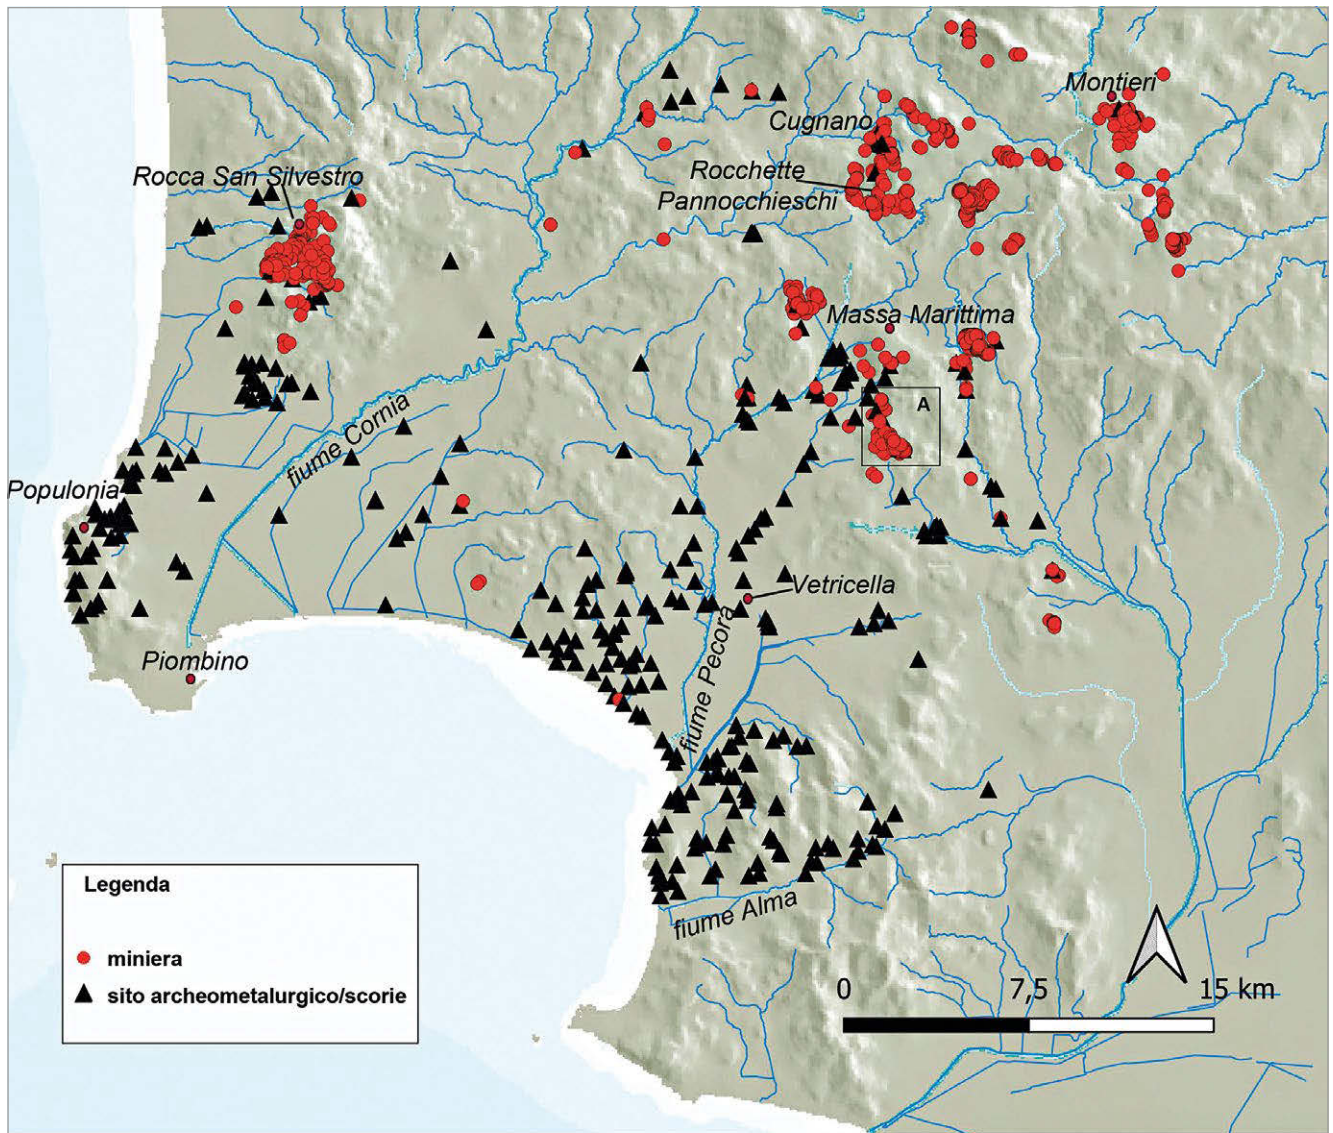 Montieri
Cugnano
Rocca San Silvestro
Rocchette
Pannocchieschi
Massa Marittima
A
fiume Cornia
Populonia
Vetricella
Piombino
fiume Pecora
fiume Alma
Legenda
miniera
sito archeometalurgico/scorie
0 7,5 15 km